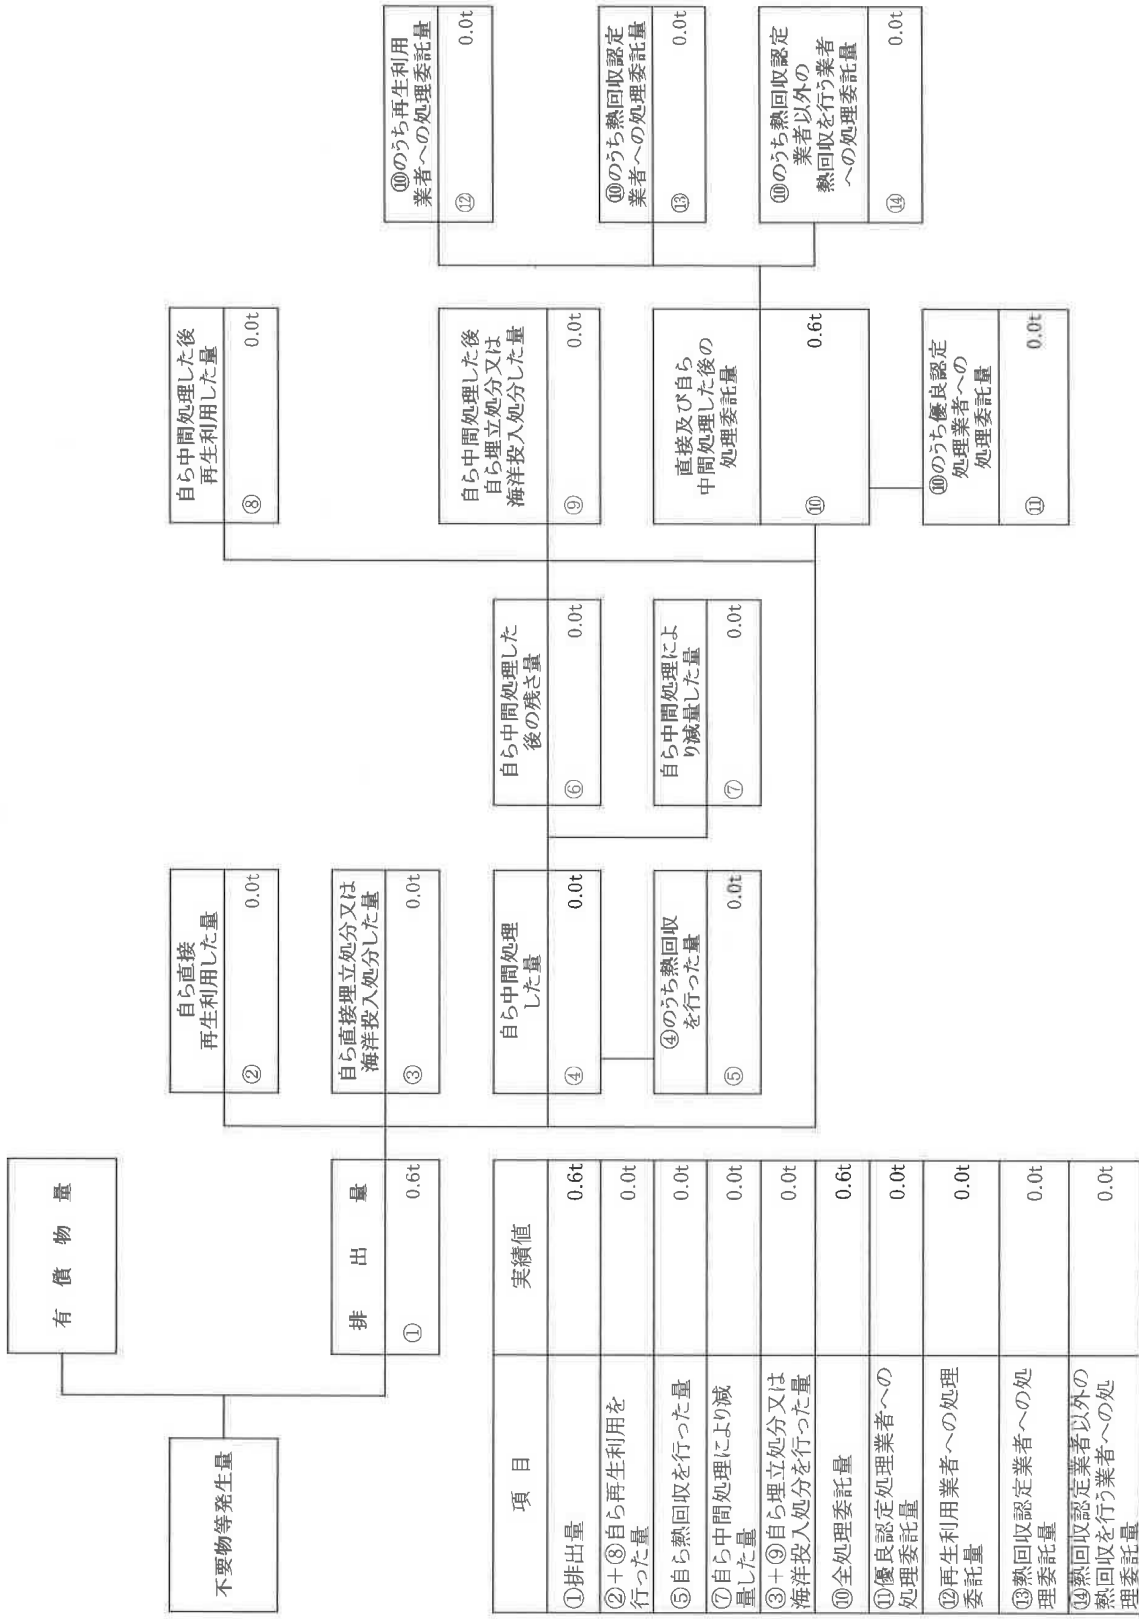 不要物等発生量
有 償 物 量
排 出 量
① 0.6t
自ら直接
再生利用した量
② 0.0t
自ら直接埋立処分又は
海洋投入処分した量
③ 0.0t
自ら中間処理
した量
④ 0.0t
④のうち熱回収
を行った量
⑤ 0.0t
自ら中間処理した
後の残さ量
⑥ 0.0t
自ら中間処理によ
り減量した量
⑦ 0.0t
自ら中間処理した後
再生利用した量
⑧ 0.0t
自ら中間処理した後
自ら埋立処分又は
海洋投入処分した量
⑨ 0.0t
直接及び自ら
中間処理した後の
処理委託量
⑩ 0.6t
⑩のうち優良認定
処理業者への
処理委託量
⑪ 0.0t
⑩のうち再生利用
業者への処理委託量
⑫ 0.0t
⑩のうち熱回収認定
業者への処理委託量
⑬ 0.0t
⑩のうち熱回収認定
業者以外の
熱回収を行う業者
への処理委託量
⑭ 0.0t
項 目 実績値
①排出量 0.6t
②+⑧自ら再生利用を
行った量 0.0t
⑤自ら熱回収を行った量 0.0t
⑦自ら中間処理により減
量した量 0.0t
③+⑨自ら埋立処分又は
海洋投入処分を行った量 0.0t
⑩全処理委託量 0.6t
⑪優良認定処理業者への
処理委託量 0.0t
⑫再生利用業者への処理
委託量 0.0t
⑬熱回収認定業者への処
理委託量 0.0t
⑭熱回収認定業者以外の
熱回収を行う業者への処
理委託量 0.0t